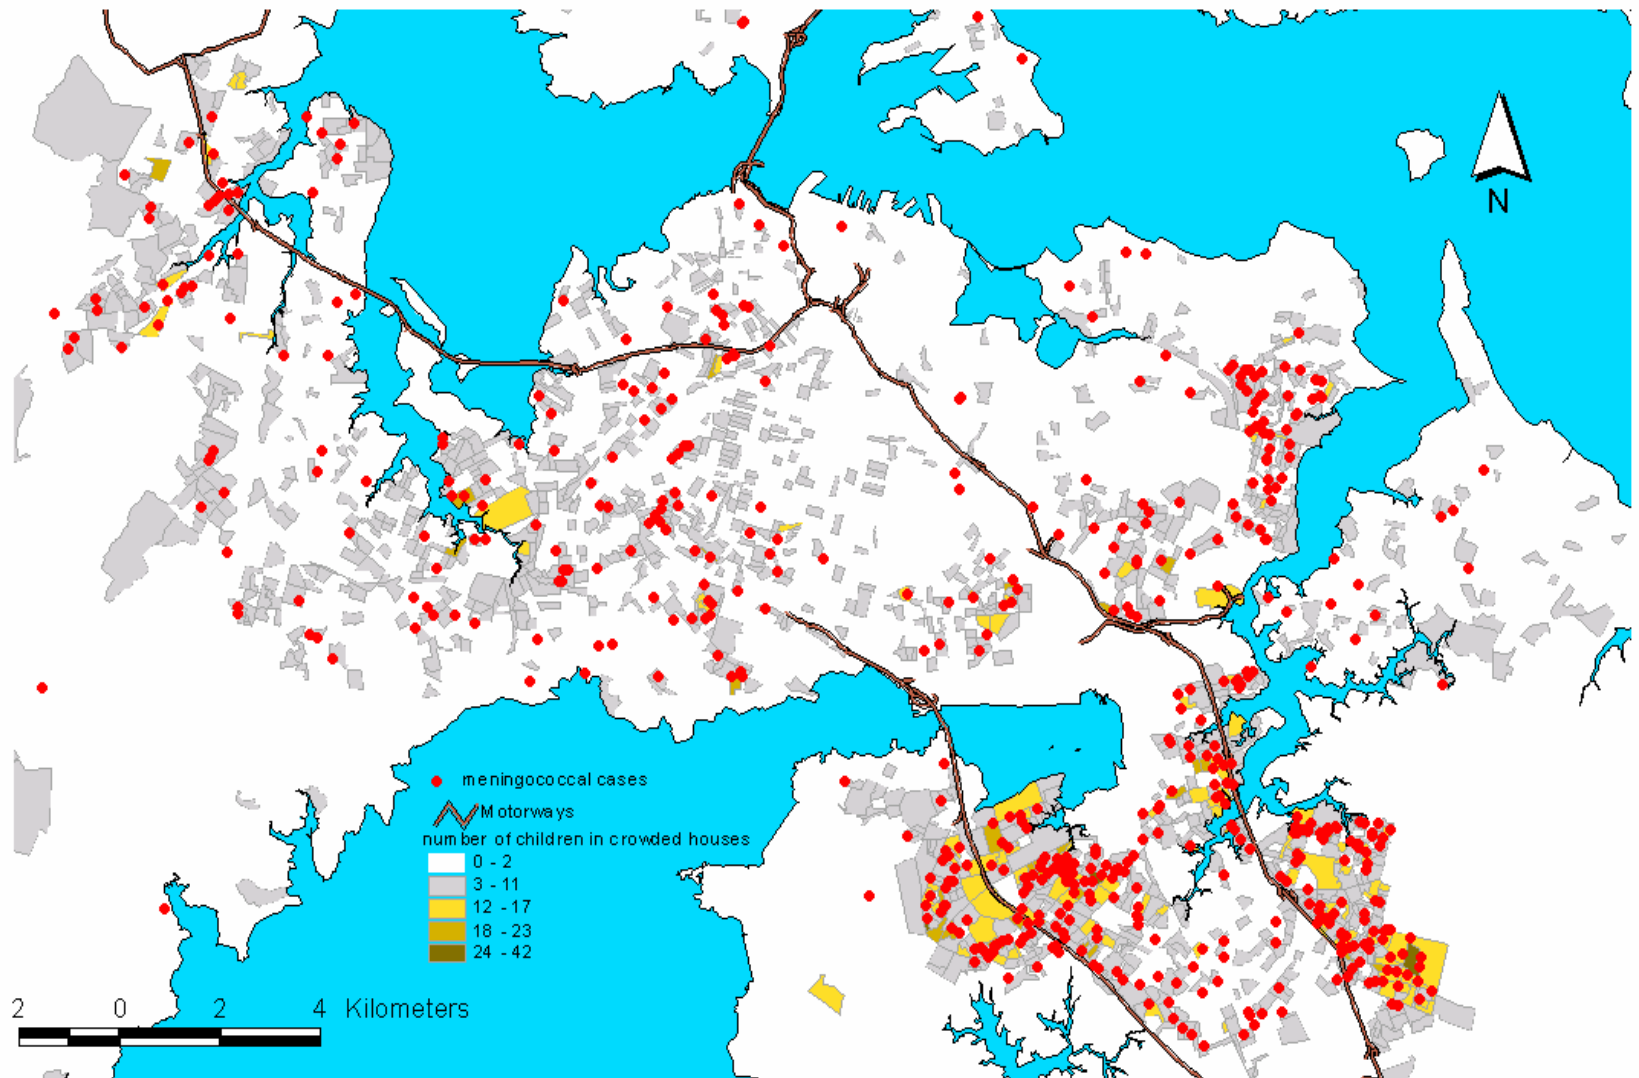 N
meningococcal cases
Motorways
number of children in crowded houses
0 - 2
3 - 11
12 - 17
18 - 23
24 - 42
2 0 2 4 Kilometers